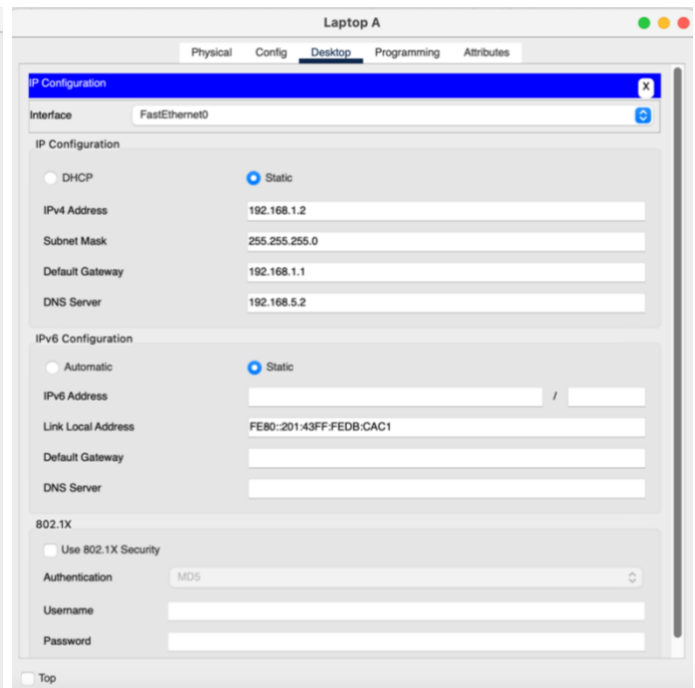 Laptop A
Physical Config Desktop Programming Attributes
IP Configuration X
Interface FastEthernet0
IP Configuration
DHCP Static
IPv4 Address 192.168.1.2
Subnet Mask 255.255.255.0
Default Gateway 192.168.1.1
DNS Server 192.168.5.2
IPv6 Configuration
Automatic Static
IPv6 Address /
Link Local Address FE80::201:43FF:FEDB:CAC1
Default Gateway
DNS Server
802.1X
Use 802.1X Security
Authentication MD5
Username
Password
Top